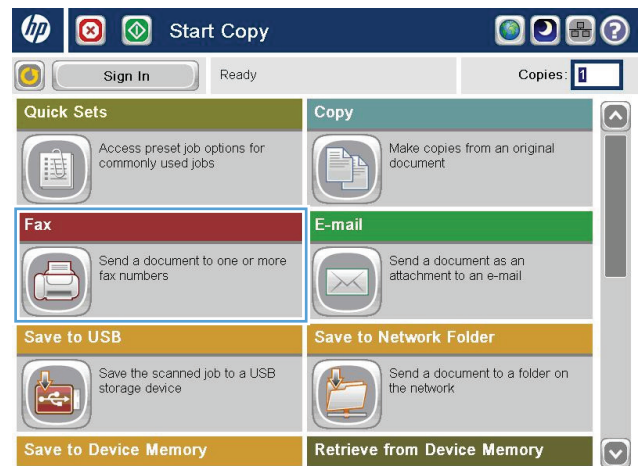 hp Start Copy ?
Sign In Ready Copies: 1
Quick Sets
Access preset job options for
commonly used jobs
Copy
Make copies from an original
document
Fax
Send a document to one or more
fax numbers
E-mail
Send a document as an
attachment to an e-mail
Save to USB
Save the scanned job to a USB
storage device
Save to Network Folder
Send a document to a folder on
the network
Save to Device Memory
Retrieve from Device Memory